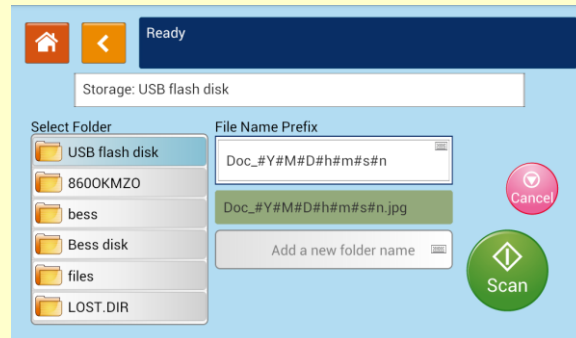 Ready
Storage: USB flash disk
Select Folder
USB flash disk
860OKMZO
bess
Bess disk
files
LOST.DIR
File Name Prefix
Doc_#Y#M#D#h#m#s#n
Doc_#Y#M#D#h#m#s#n.jpg
Add a new folder name
Cancel
Scan